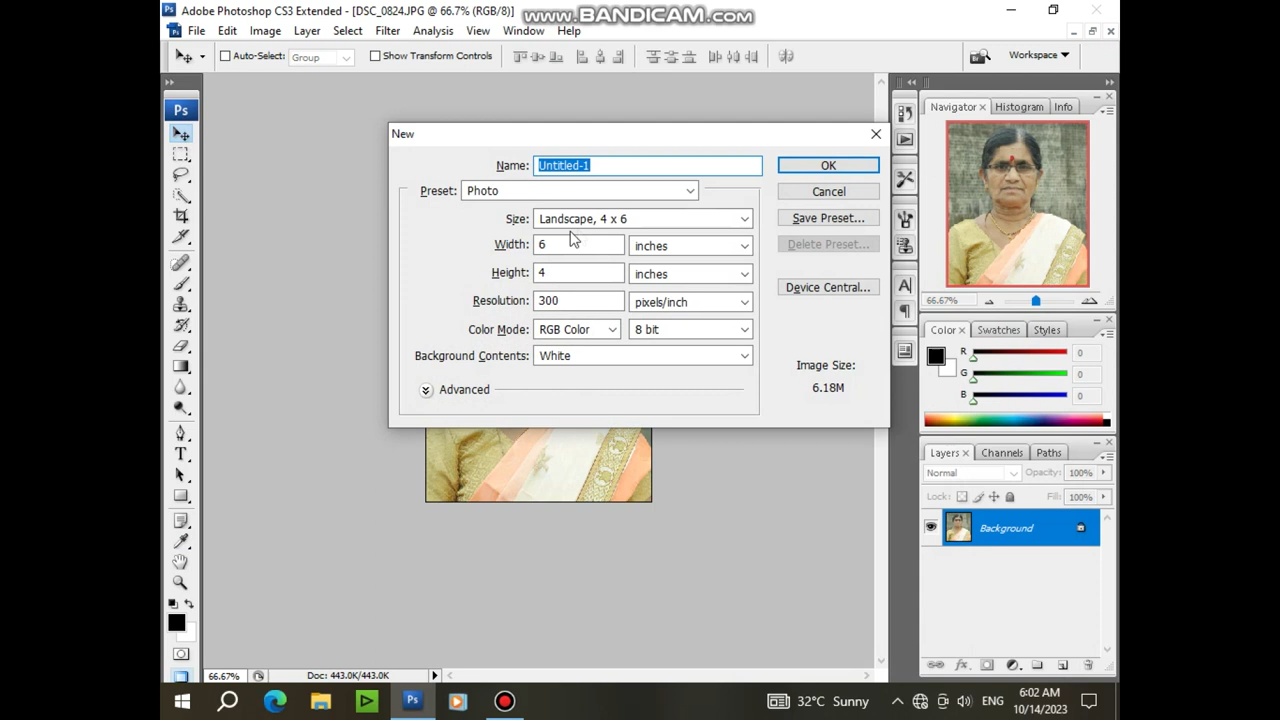 Adobe Photoshop CS3 Extended - [DSC_0824.JPG @ 66.7% (RGB/8)]
www.BANDICAM.com
File Edit Image Layer Select Filter Analysis View Window Help
Auto-Select: Group Show Transform Controls Workspace
Ps
New
Name: Untitled-1 OK
Preset: Photo Cancel
Size: Landscape, 4 x 6 Save Preset...
Width: 6 inches Delete Preset...
Height: 4 inches
Device Central...
Resolution: 300 pixels/inch
Color Mode: RGB Color 8 bit
Background Contents: White
Image Size:
6.18M
Advanced
Navigator Histogram Info
66.67%
Color Swatches Styles
R 0
G 0
B 0
Layers Channels Paths
Normal Opacity: 100%
Lock: Fill: 100%
Background
66.67% Doc: 443.0K/443.0K
Ps 32°C Sunny ENG 6:02 AM
10/14/2023